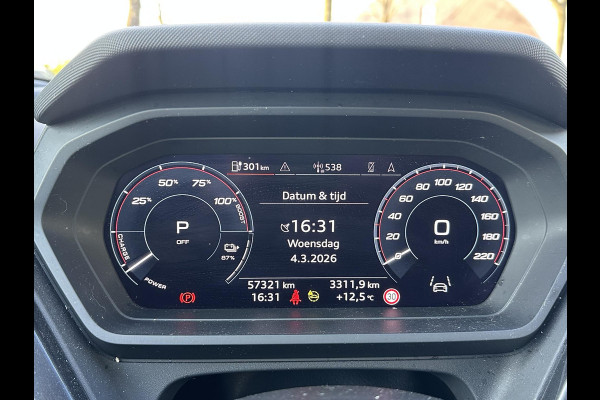 301 km 538
Datum & tijd
16:31
Woensdag
4.3.2026
25% 50% 75% 100%
CHARGE POWER BOOST
P
OFF
87%
0 20 40 60 80 100 120 140 160 180 200 220
0
km/h
57321 km 3311,9 km
16:31 +12,5 °C
(P) 30